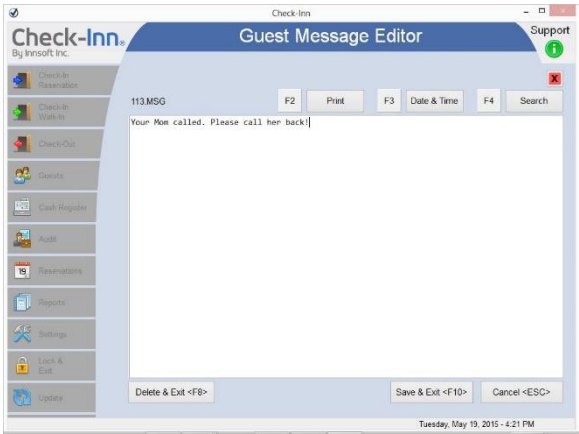 Check-Inn
Check-Inn®
By Innsoft Inc.
Guest Message Editor
Support
Check-In
Reservation
Check-In
Walk-In
Check-Out
Guests
Cash Register
Audit
Reservations
Reports
Settings
Lock &
Exit
Update
X
113.MSG
F2 Print F3 Date & Time F4 Search
Your Mom called. Please call her back!
19
Delete & Exit <F8> Save & Exit <F10> Cancel <ESC>
Tuesday, May 19, 2015 - 4:21 PM